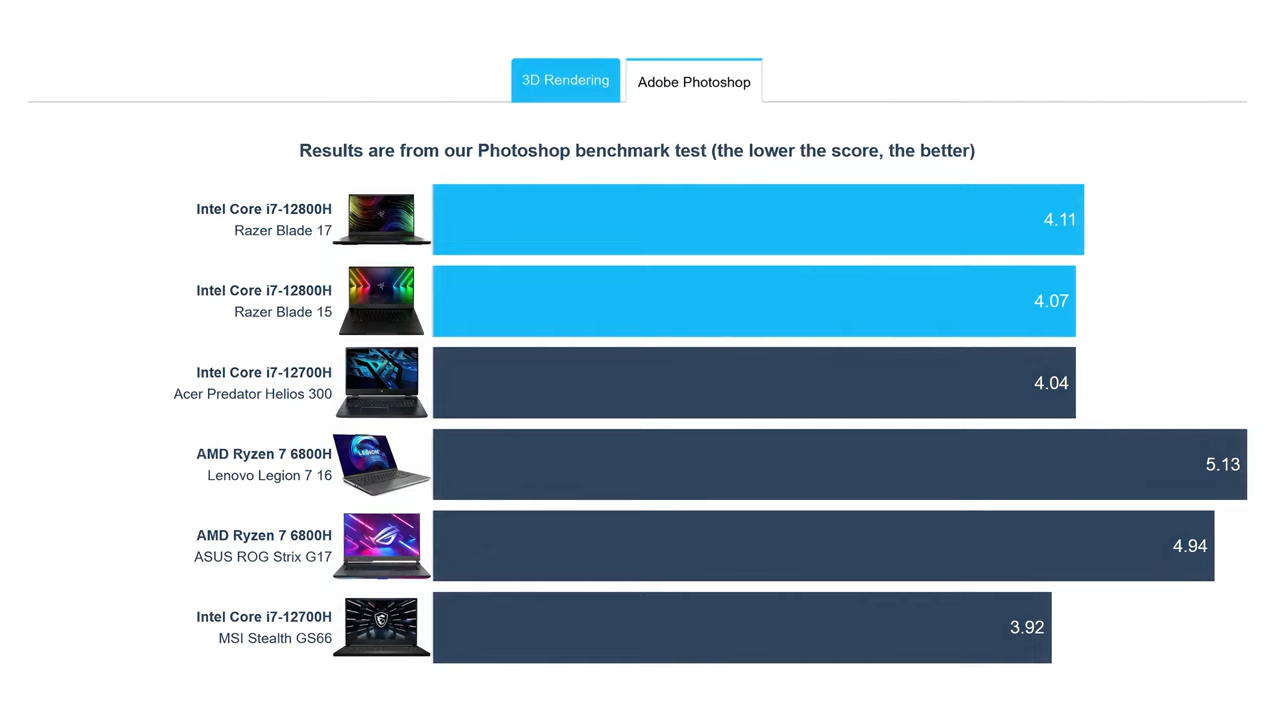 3D Rendering
Adobe Photoshop
Results are from our Photoshop benchmark test (the lower the score, the better)
Intel Core i7-12800H
Razer Blade 17
4.11
Intel Core i7-12800H
Razer Blade 15
4.07
Intel Core i7-12700H
Acer Predator Helios 300
4.04
AMD Ryzen 7 6800H
Lenovo Legion 7 16
LEGION
5.13
AMD Ryzen 7 6800H
ASUS ROG Strix G17
4.94
Intel Core i7-12700H
MSI Stealth GS66
3.92